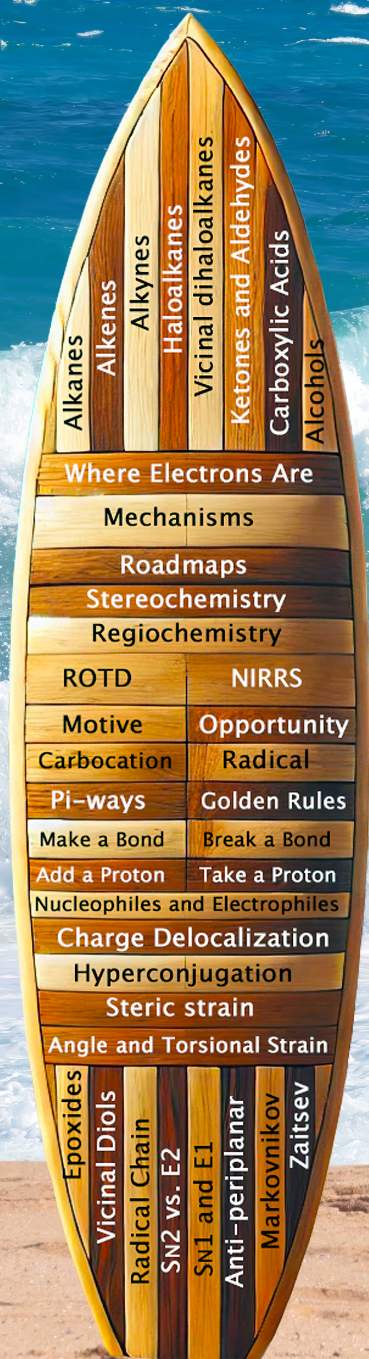 Alkanes
Alkenes
Alkynes
Haloalkanes
Vicinal dihaloalkanes
Ketones and Aldehydes
Carboxylic Acids
Alcohols
Where Electrons Are
Mechanisms
Roadmaps
Stereochemistry
Regiochemistry
ROTD NIRRS
Motive Opportunity
Carbocation Radical
Pi-ways Golden Rules
Make a Bond Break a Bond
Add a Proton Take a Proton
Nucleophiles and Electrophiles
Charge Delocalization
Hyperconjugation
Steric strain
Angle and Torsional Strain
Epoxides
Vicinal Diols
Radical Chain
SN2 vs. E2
SN1 and E1
Anti-periplanar
Markovnikov
Zaitsev